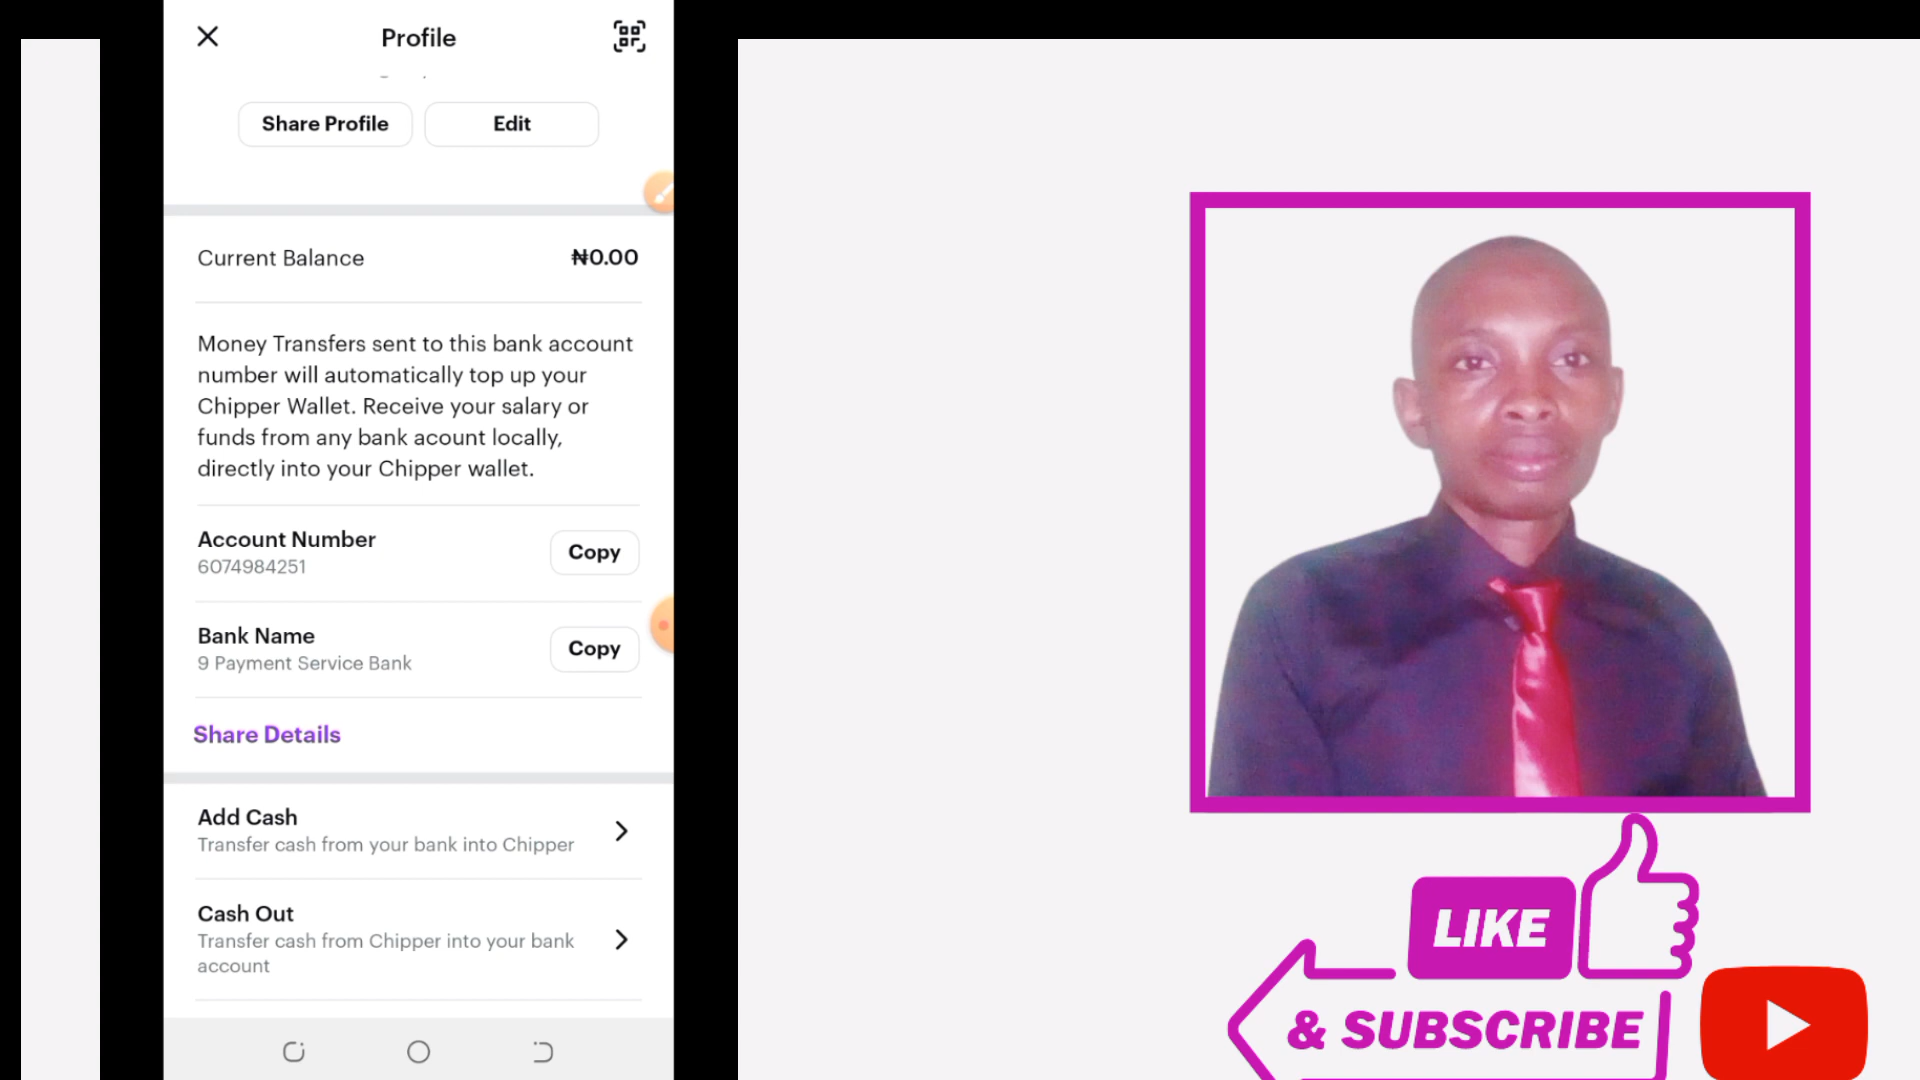 Profile
Share Profile
Edit
Current Balance
₦0.00
Money Transfers sent to this bank account
number will automatically top up your
Chipper Wallet. Receive your salary or
funds from any bank acount locally,
directly into your Chipper wallet.
Account Number
6074984251
Copy
Bank Name
9 Payment Service Bank
Copy
Share Details
Add Cash
Transfer cash from your bank into Chipper
Cash Out
Transfer cash from Chipper into your bank
account
LIKE
& SUBSCRIBE